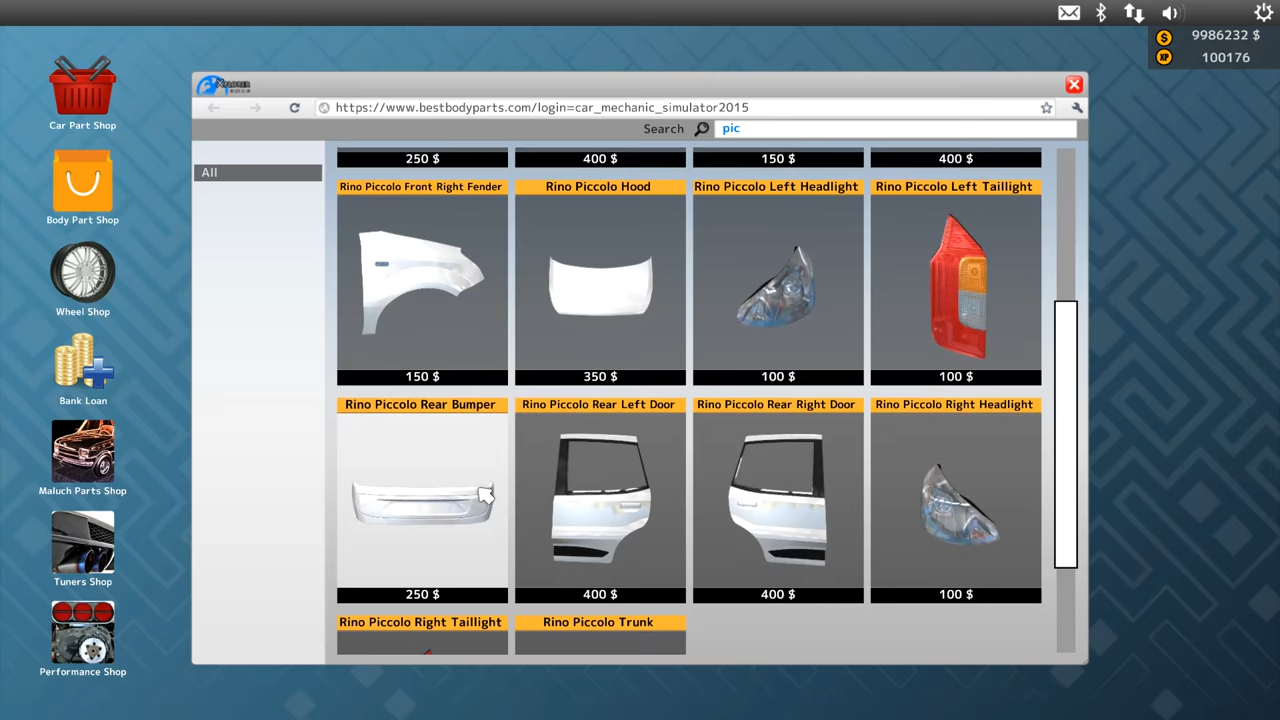 9986232 $
100176
https://www.bestbodyparts.com/login=car_mechanic_simulator2015
Search pic
All
Car Part Shop
Body Part Shop
Wheel Shop
Bank Loan
Maluch Parts Shop
Tuners Shop
Performance Shop
250 $ 400 $ 150 $ 400 $
Rino Piccolo Front Right Fender Rino Piccolo Hood Rino Piccolo Left Headlight Rino Piccolo Left Taillight
150 $ 350 $ 100 $ 100 $
Rino Piccolo Rear Bumper Rino Piccolo Rear Left Door Rino Piccolo Rear Right Door Rino Piccolo Right Headlight
250 $ 400 $ 400 $ 100 $
Rino Piccolo Right Taillight Rino Piccolo Trunk